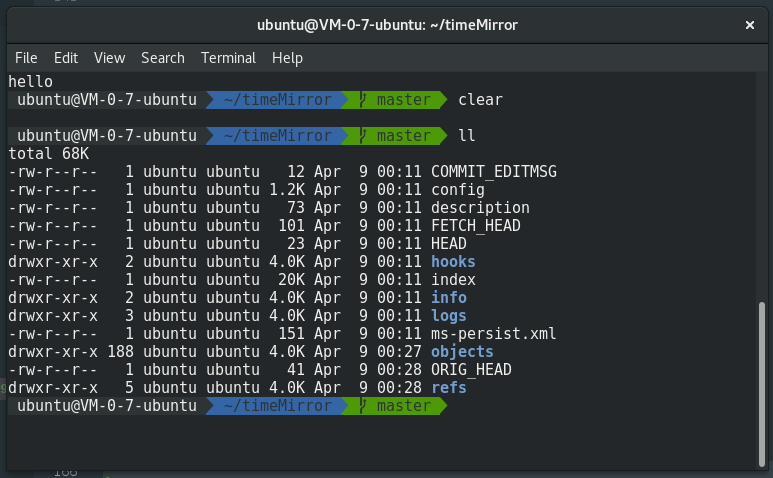 ubuntu@VM-0-7-ubuntu: ~/timeMirror
File Edit View Search Terminal Help
hello
ubuntu@VM-0-7-ubuntu ~/timeMirror master clear
ubuntu@VM-0-7-ubuntu ~/timeMirror master ll
total 68K
-rw-r--r-- 1 ubuntu ubuntu 12 Apr 9 00:11 COMMIT_EDITMSG
-rw-r--r-- 1 ubuntu ubuntu 1.2K Apr 9 00:11 config
-rw-r--r-- 1 ubuntu ubuntu 73 Apr 9 00:11 description
-rw-r--r-- 1 ubuntu ubuntu 101 Apr 9 00:11 FETCH_HEAD
-rw-r--r-- 1 ubuntu ubuntu 23 Apr 9 00:11 HEAD
drwxr-xr-x 2 ubuntu ubuntu 4.0K Apr 9 00:11 hooks
-rw-r--r-- 1 ubuntu ubuntu 20K Apr 9 00:11 index
drwxr-xr-x 2 ubuntu ubuntu 4.0K Apr 9 00:11 info
drwxr-xr-x 3 ubuntu ubuntu 4.0K Apr 9 00:11 logs
-rw-r--r-- 1 ubuntu ubuntu 151 Apr 9 00:11 ms-persist.xml
drwxr-xr-x 188 ubuntu ubuntu 4.0K Apr 9 00:27 objects
-rw-r--r-- 1 ubuntu ubuntu 41 Apr 9 00:28 ORIG_HEAD
drwxr-xr-x 5 ubuntu ubuntu 4.0K Apr 9 00:28 refs
ubuntu@VM-0-7-ubuntu ~/timeMirror master
166